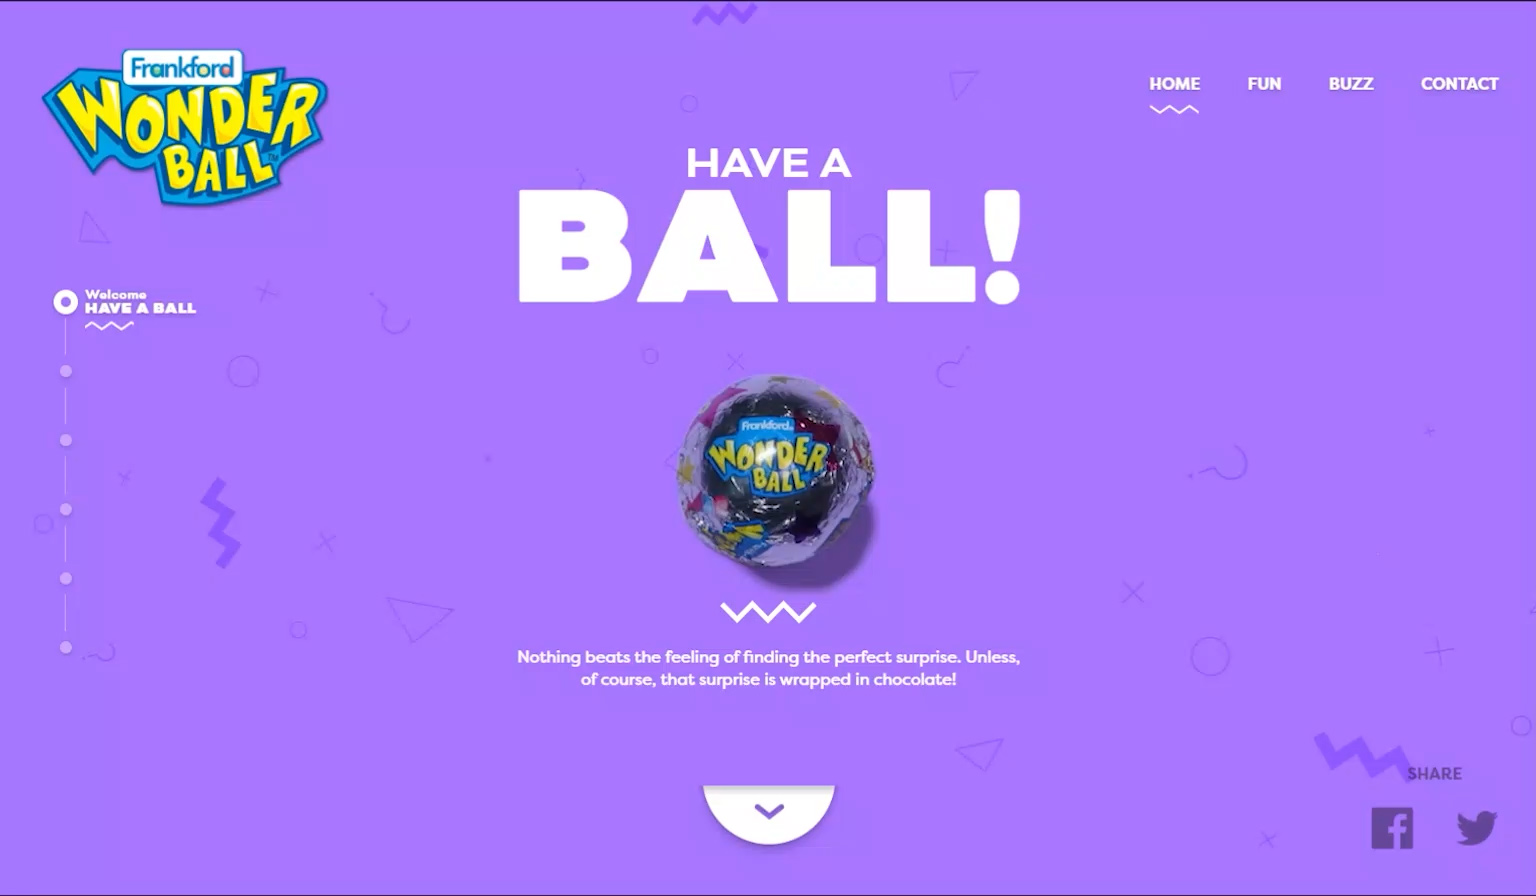 Frankford
WONDER
BALL™
HOME
FUN
BUZZ
CONTACT
HAVE A
BALL!
Welcome
HAVE A BALL
Frankford
WONDER
BALL
Nothing beats the feeling of finding the perfect surprise. Unless,
of course, that surprise is wrapped in chocolate!
SHARE